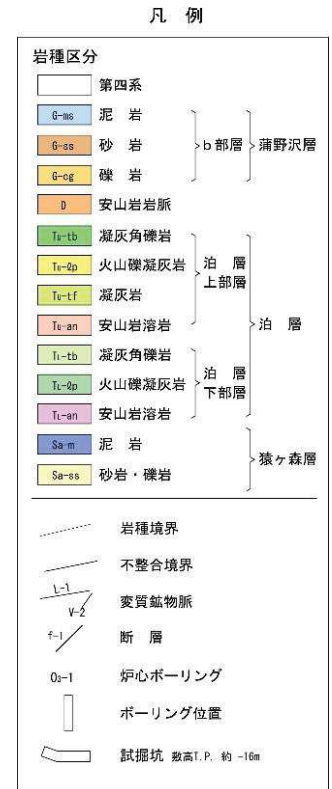 凡 例
岩種区分
第四系
G-ms 泥 岩
G-ss 砂 岩 b部層 蒲野沢層
G-cg 礫 岩
D 安山岩岩脈
Tu-tb 凝灰角礫岩
Tu-ℓp 火山礫凝灰岩 泊 層 上部層
Tu-tf 凝灰岩
Tu-an 安山岩溶岩 泊 層
TL-tb 凝灰角礫岩
TL-ℓp 火山礫凝灰岩 泊 層 下部層
TL-an 安山岩溶岩
Sa-m 泥 岩 猿ヶ森層
Sa-ss 砂岩・礫岩
岩種境界
不整合境界
L-1 V-2 変質鉱物脈
f-1 断 層
O3-1 炉心ボーリング
ボーリング位置
試掘坑 敷高T.P. 約 -16m